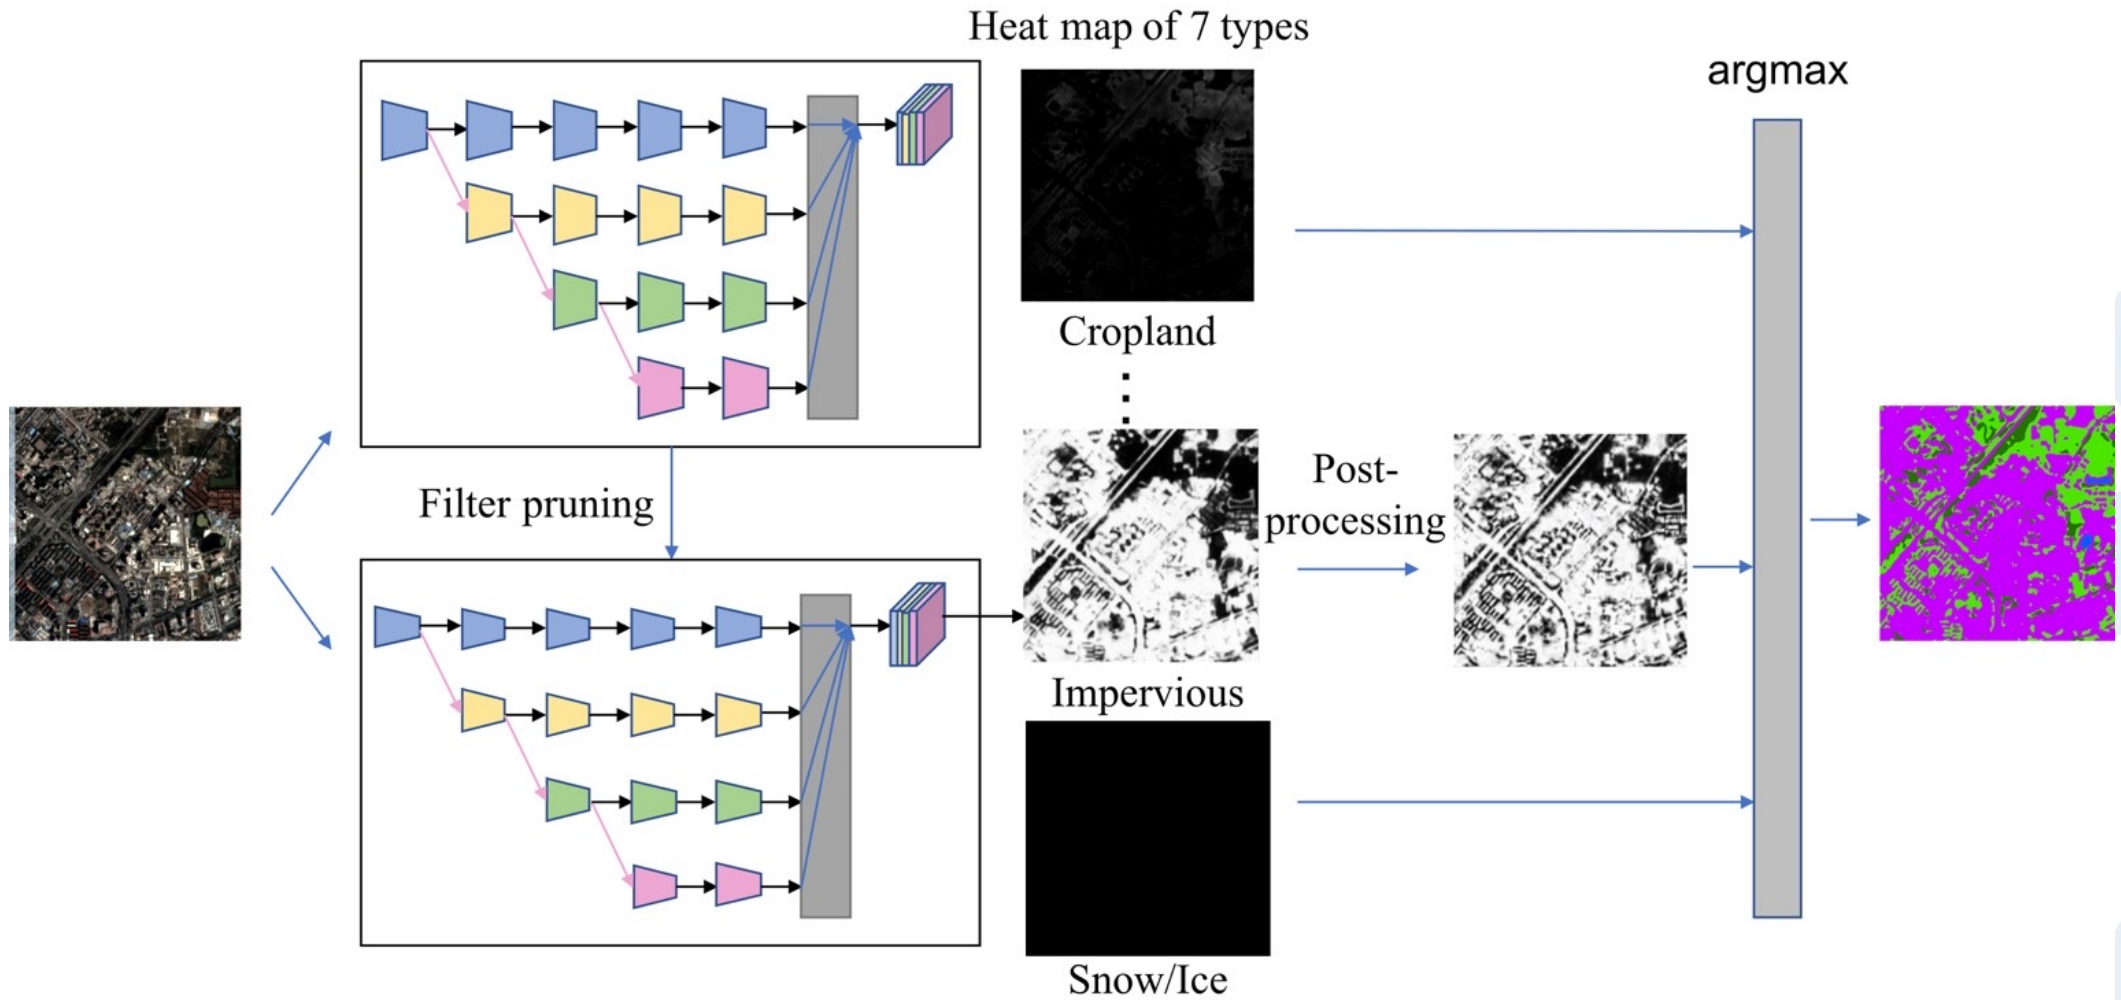 Heat map of 7 types
argmax
Cropland
Filter pruning
Post-
processing
Impervious
Snow/Ice